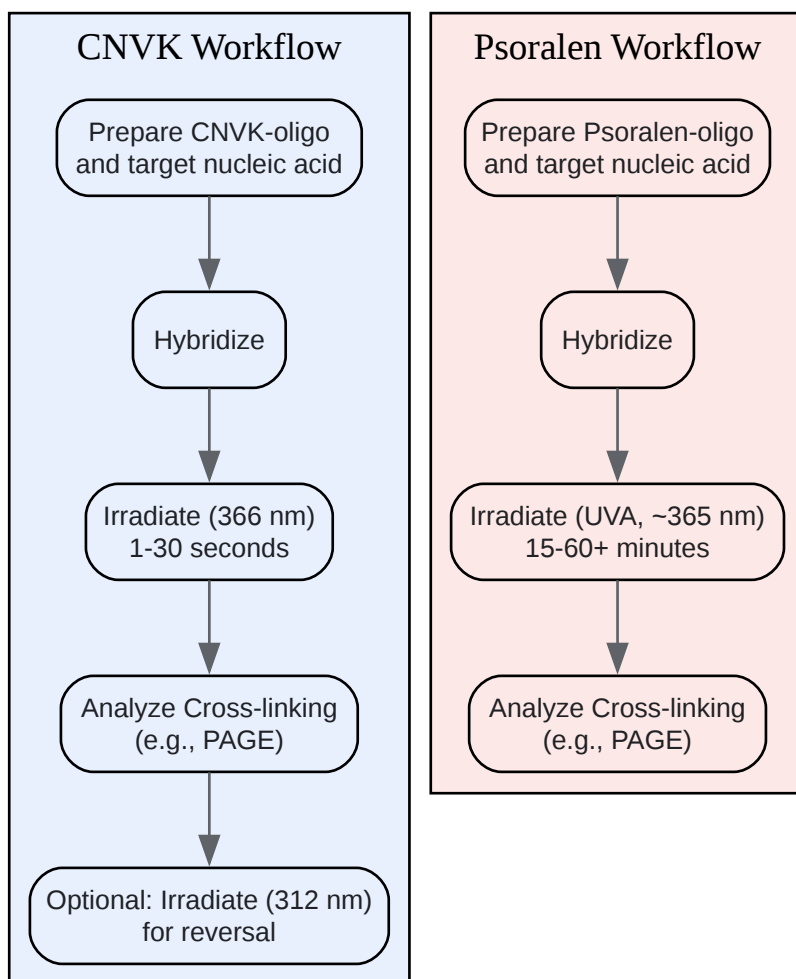 CNVK Workflow
Prepare CNVK-oligo
and target nucleic acid
Hybridize
Irradiate (366 nm)
1-30 seconds
Analyze Cross-linking
(e.g., PAGE)
Optional: Irradiate (312 nm)
for reversal
Psoralen Workflow
Prepare Psoralen-oligo
and target nucleic acid
Hybridize
Irradiate (UVA, ~365 nm)
15-60+ minutes
Analyze Cross-linking
(e.g., PAGE)